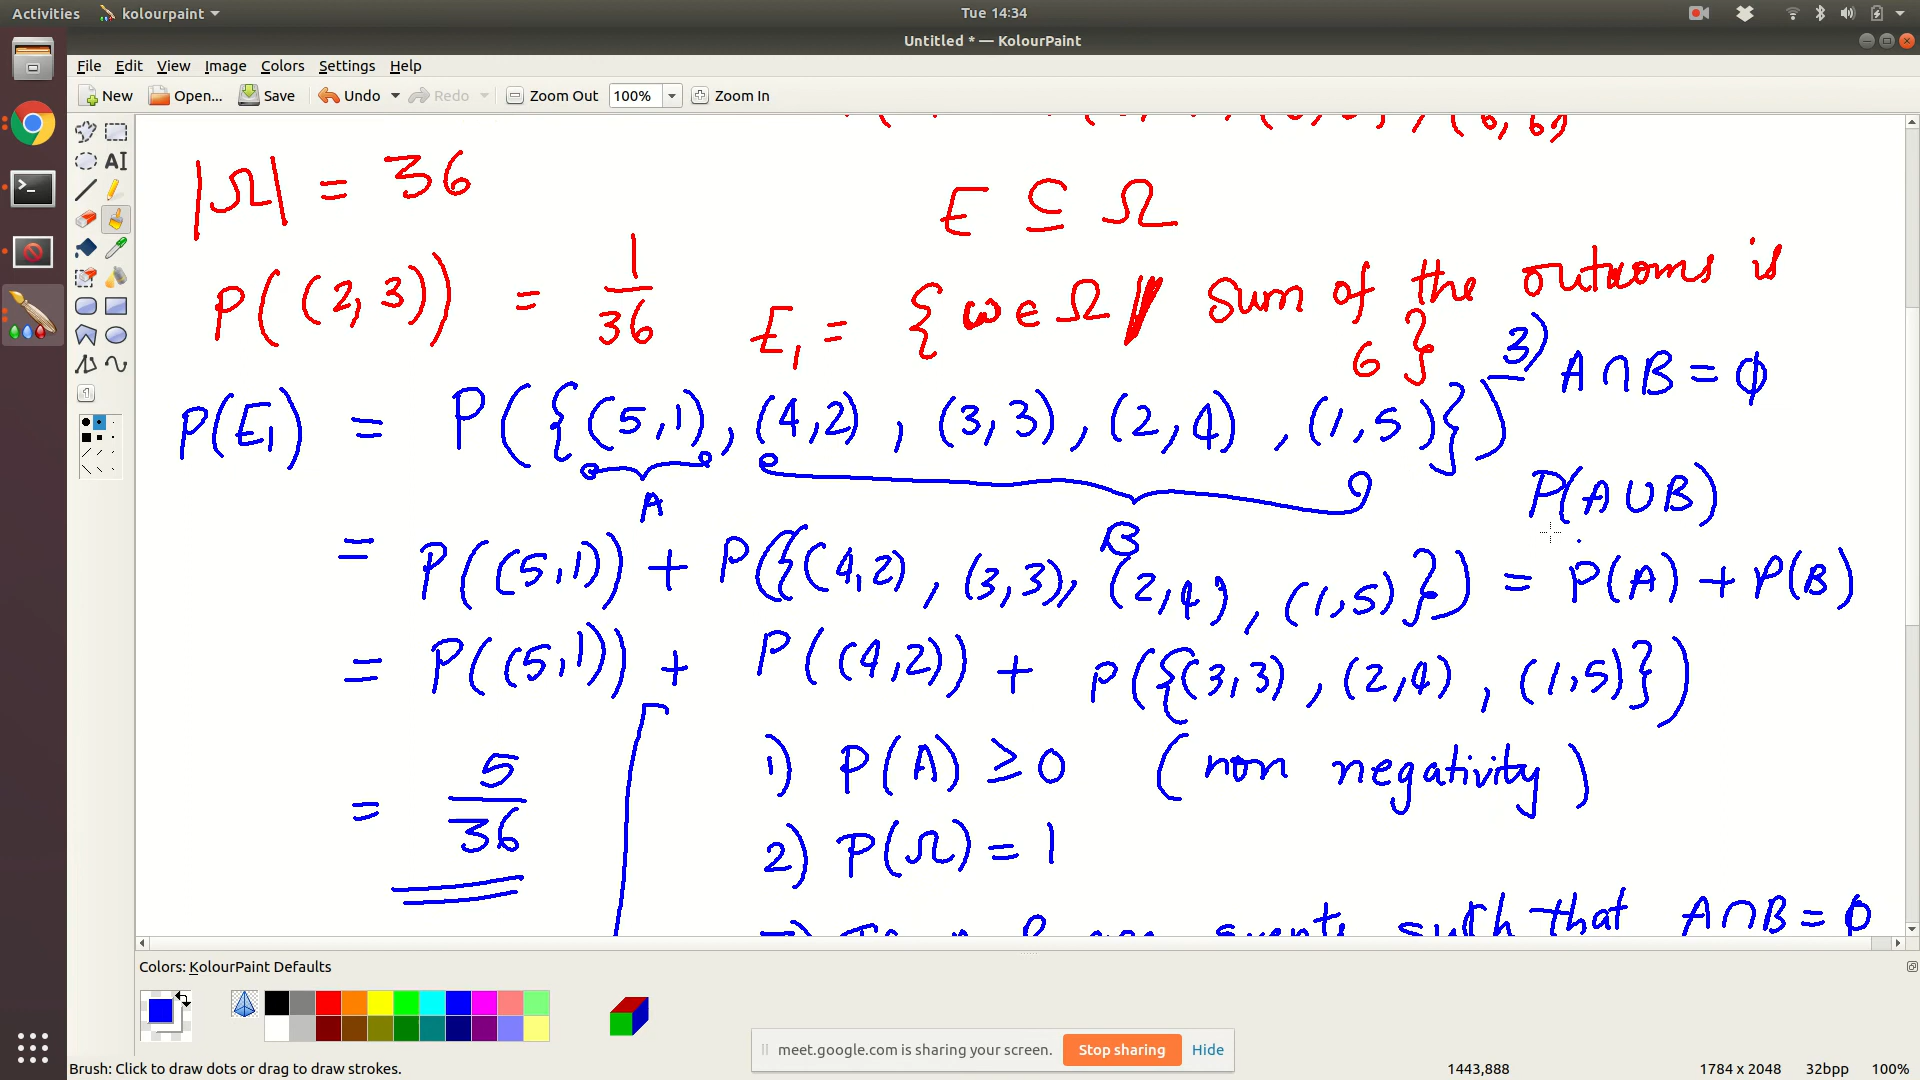 Activities kolourpaint Tue 14:34
Untitled * — KolourPaint
File Edit View Image Colors Settings Help
New Open... Save Undo Redo Zoom Out 100% Zoom In
(6,6)
|Ω| = 36
E ⊆ Ω
P((2,3)) = 1/36
E₁ = { ω ∈ Ω | sum of the outcoms is 6 }
3) A∩B = ϕ
P(E₁) = P({(5,1), (4,2), (3,3), (2,4), (1,5)})
A
B
P(A∪B)
= P(A) + P(B)
= P((5,1)) + P({(4,2), (3,3), (2,4), (1,5)})
= P((5,1)) + P((4,2)) + P({(3,3), (2,4), (1,5)})
= 5/36
1) P(A) ≥ 0 (non negativity)
2) P(Ω) = 1
events such that A∩B = ϕ
Colors: KolourPaint Defaults
meet.google.com is sharing your screen. Stop sharing Hide
Brush: Click to draw dots or drag to draw strokes. 1443,888 1784 x 2048 32bpp 100%